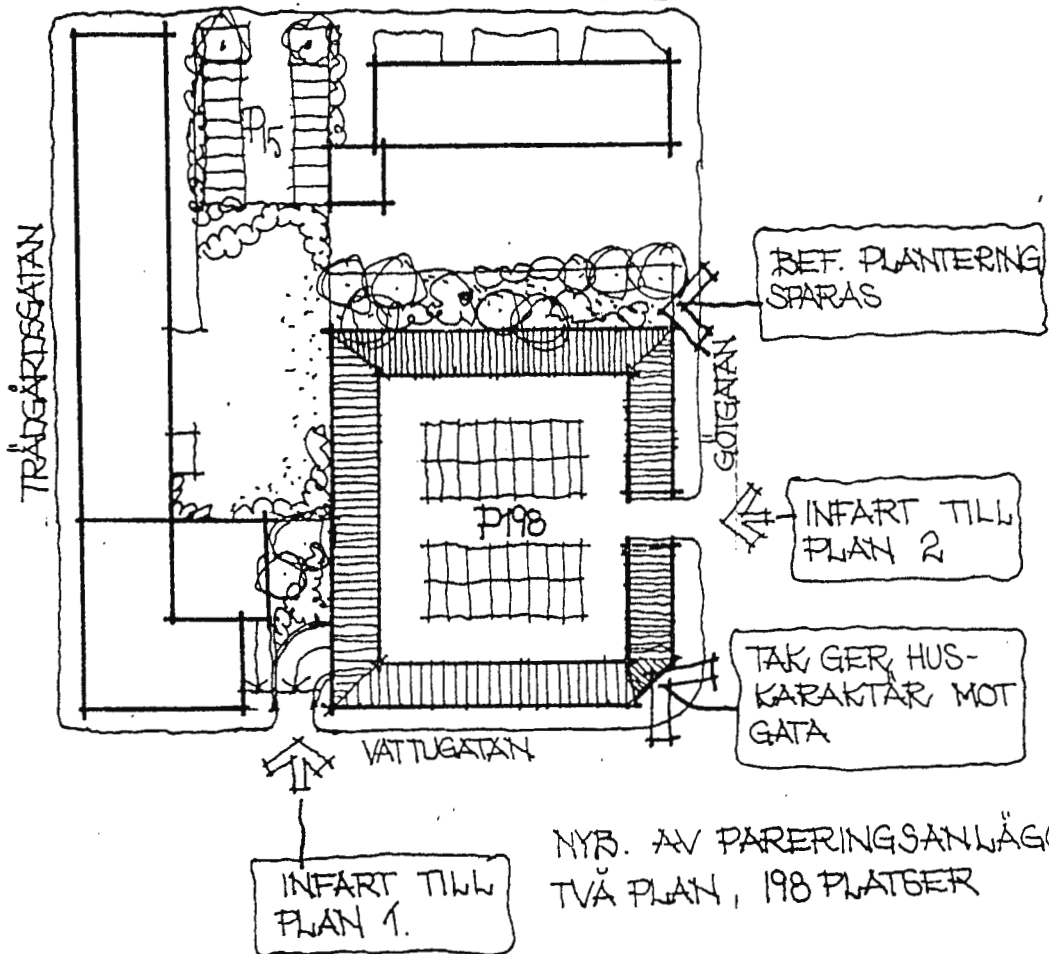 P15
TRÄDGÅRDSGATAN
BEF. PLANTERING
SPARAS
GÖTGATAN
P198
INFART TILL
PLAN 2
TAK GER HUS-
KARAKTÄR MOT
GATA
VATTUGATAN
INFART TILL
PLAN 1.
NYB. AV PARERINGSANLÄGG
TVÅ PLAN, 198 PLATSER